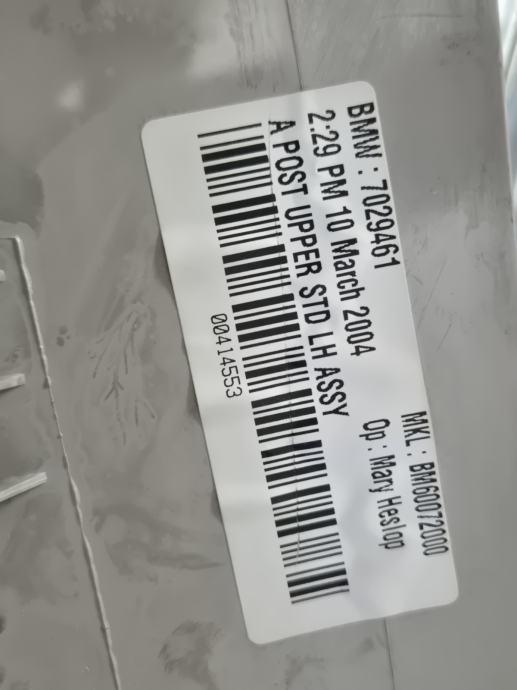 BMW : 7029461
MKL : BM60072000
2:29 PM 10 March 2004
Op : Mary Heslop
A POST UPPER STD LH ASSY
00414553